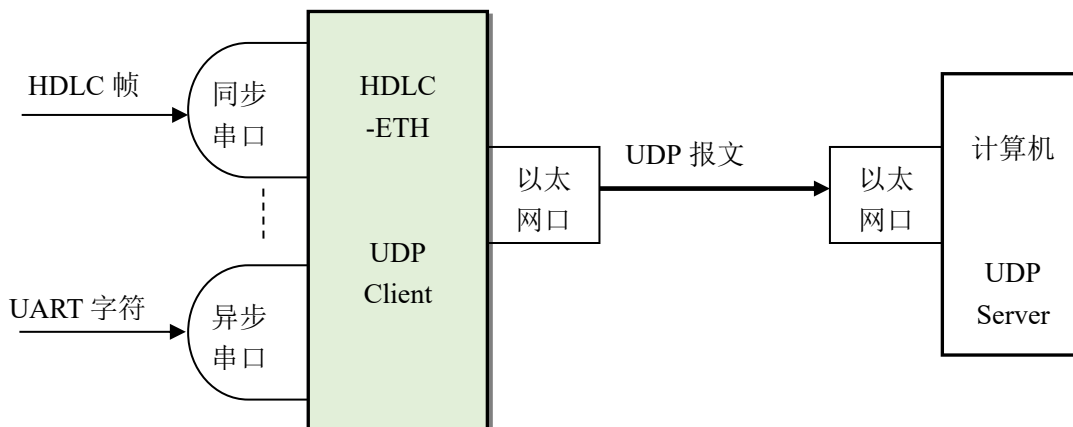 HDLC 帧
同步
串口
HDLC
-ETH
UDP 报文
以太
网口
以太
网口
计算机
UART 字符
异步
串口
UDP
Client
UDP
Server